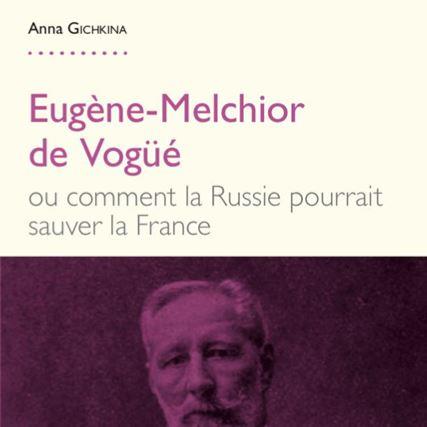 Anna GICHKINA
Eugène-Melchior
de Vogüé
ou comment la Russie pourrait
sauver la France